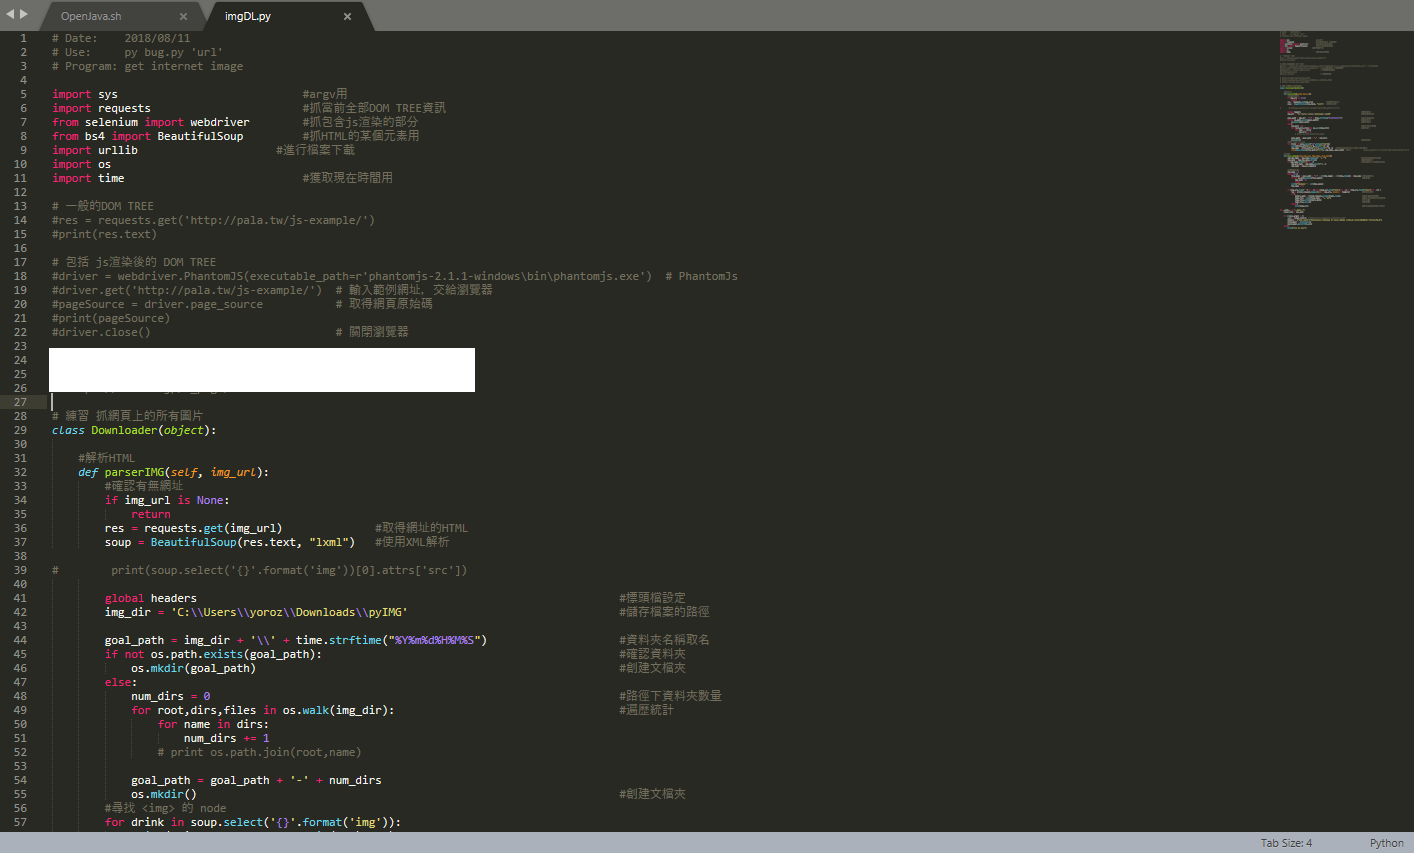 OpenJava.sh × imgDL.py ×
1 # Date:    2018/08/11
2 # Use:     py bug.py 'url'
3 # Program: get internet image
4
5 import sys #argv用
6 import requests #抓當前全部DOM TREE資訊
7 from selenium import webdriver #抓包含js渲染的部分
8 from bs4 import BeautifulSoup #抓HTML的某個元素用
9 import urllib #進行檔案下載
10 import os
11 import time #獲取現在時間用
12
13 # 一般的DOM TREE
14 #res = requests.get('http://pala.tw/js-example/')
15 #print(res.text)
16
17 # 包括 js渲染後的 DOM TREE
18 #driver = webdriver.PhantomJS(executable_path=r'phantomjs-2.1.1-windows\bin\phantomjs.exe')  # PhantomJs
19 #driver.get('http://pala.tw/js-example/')  # 輸入範例網址，交給瀏覽器
20 #pageSource = driver.page_source # 取得網頁原始碼
21 #print(pageSource)
22 #driver.close() # 關閉瀏覽器
23
24
25
26
27
28 # 練習 抓網頁上的所有圖片
29 class Downloader(object):
30
31     #解析HTML
32     def parserIMG(self, img_url):
33         #確認有無網址
34         if img_url is None:
35             return
36         res = requests.get(img_url) #取得網址的HTML
37         soup = BeautifulSoup(res.text, "lxml") #使用XML解析
38
39 #        print(soup.select('{}'.format('img'))[0].attrs['src'])
40
41         global headers #標頭檔設定
42         img_dir = 'C:\\Users\\yoroz\\Downloads\\pyIMG' #儲存檔案的路徑
43
44         goal_path = img_dir + '\\' + time.strftime("%Y%m%d%H%M%S") #資料夾名稱取名
45         if not os.path.exists(goal_path): #確認資料夾
46             os.mkdir(goal_path) #創建文檔夾
47         else:
48             num_dirs = 0 #路徑下資料夾數量
49             for root,dirs,files in os.walk(img_dir): #遍歷統計
50                 for name in dirs:
51                     num_dirs += 1
52                 # print os.path.join(root,name)
53
54             goal_path = goal_path + '-' + num_dirs
55             os.mkdir() #創建文檔夾
56         #尋找 <img> 的 node
57         for drink in soup.select('{}'.format('img')):
Tab Size: 4 Python